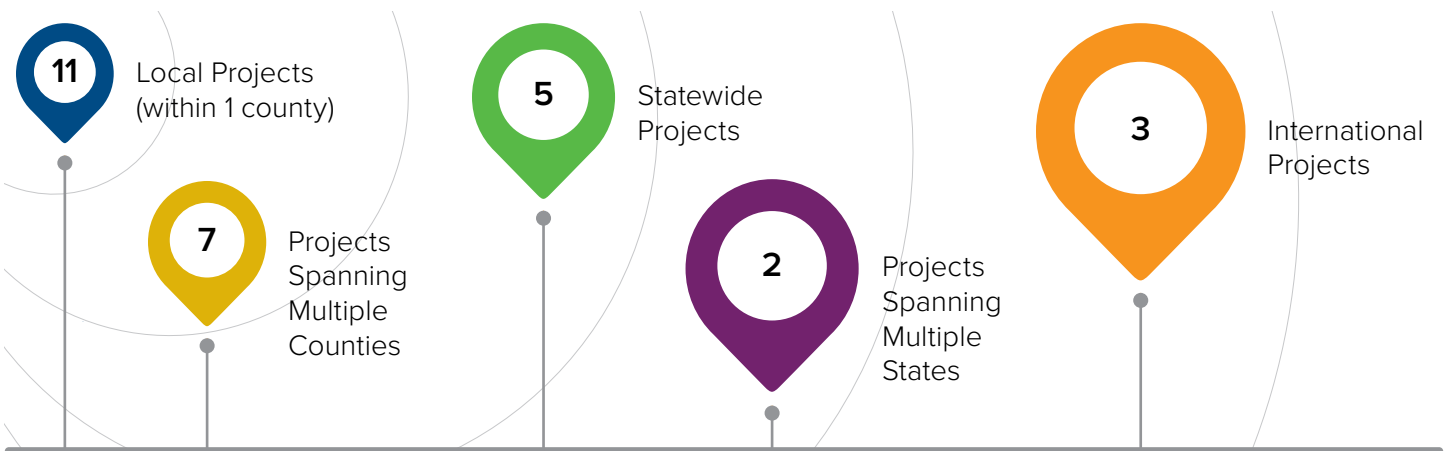 11
Local Projects
(within 1 county)
7
Projects
Spanning
Multiple
Counties
5
Statewide
Projects
2
Projects
Spanning
Multiple
States
3
International
Projects